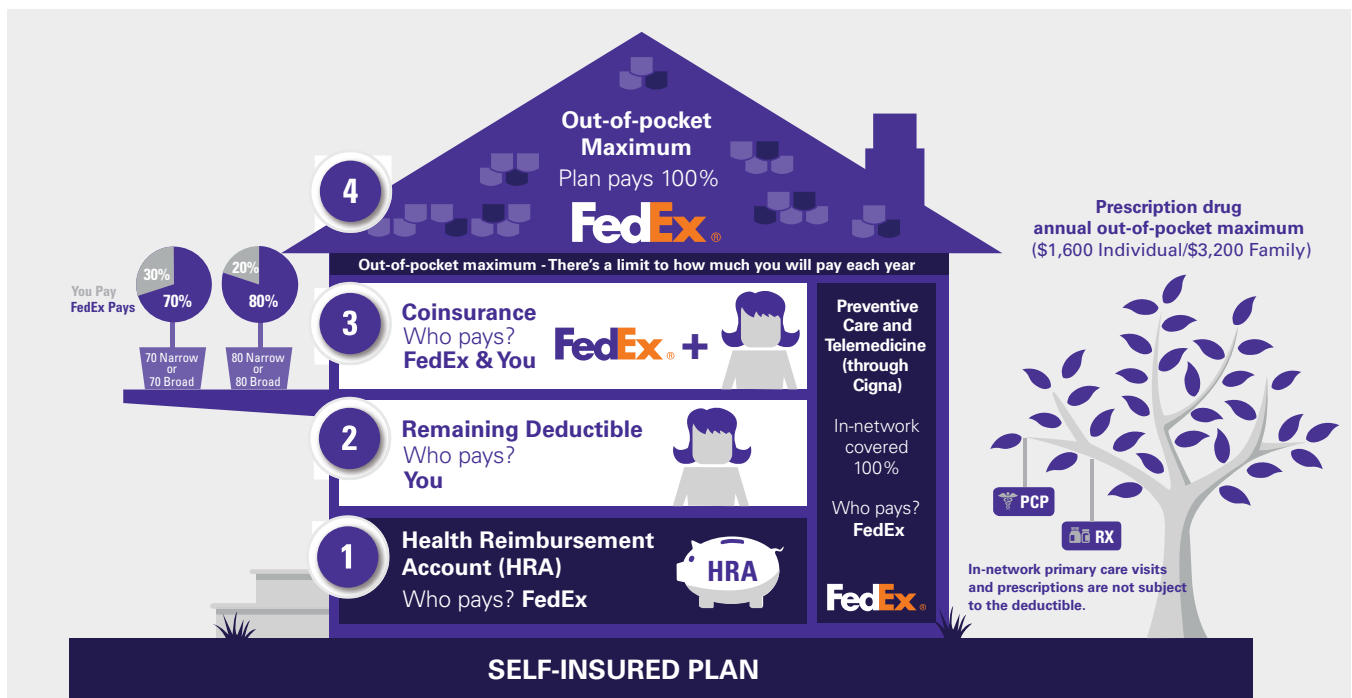 Out-of-pocket
Maximum
Plan pays 100%
FedEx®
4
Out-of-pocket maximum - There's a limit to how much you will pay each year
30%
70%
20%
80%
You Pay
FedEx Pays
70 Narrow
or
70 Broad
80 Narrow
or
80 Broad
3
Coinsurance
Who pays?
FedEx & You
FedEx® +
2
Remaining Deductible
Who pays?
You
1
Health Reimbursement
Account (HRA)
Who pays? FedEx
HRA
Preventive
Care and
Telemedicine
(through
Cigna)
In-network
covered
100%
Who pays?
FedEx
FedEx®
Prescription drug
annual out-of-pocket maximum
($1,600 Individual/$3,200 Family)
PCP
RX
In-network primary care visits
and prescriptions are not subject
to the deductible.
SELF-INSURED PLAN